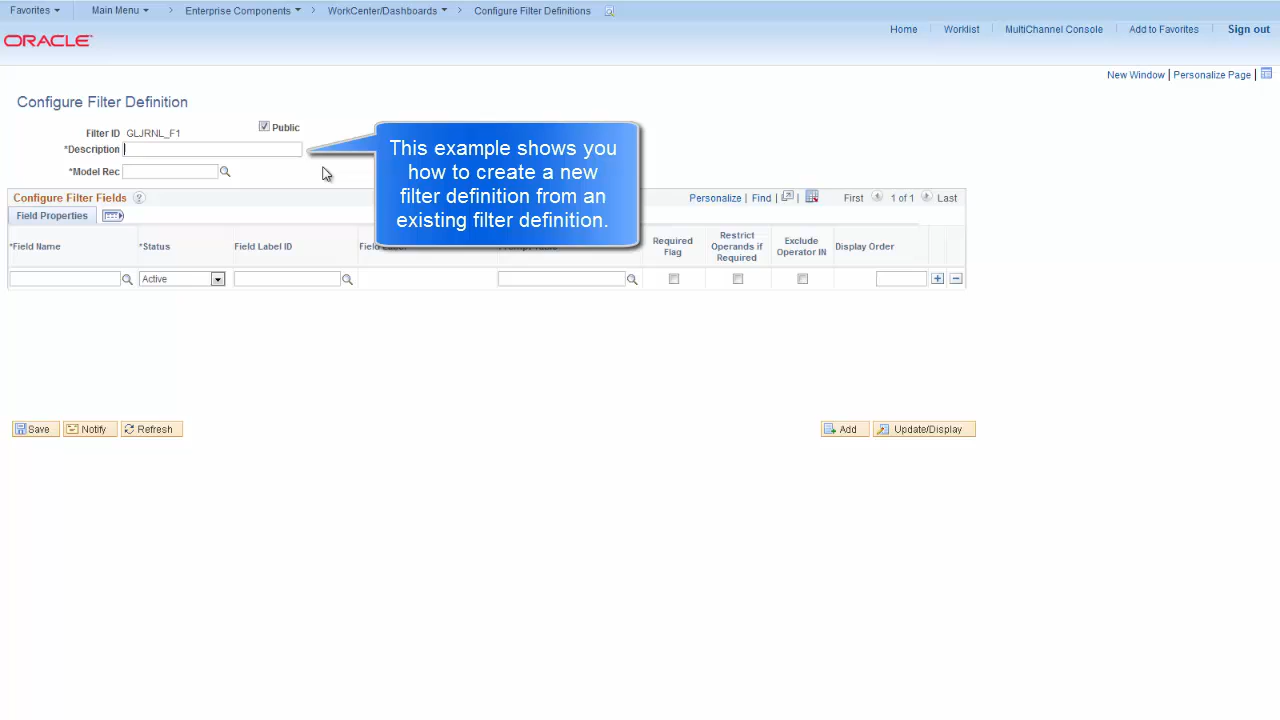 Favorites Main Menu Enterprise Components WorkCenter/Dashboards Configure Filter Definitions
ORACLE
Home Worklist MultiChannel Console Add to Favorites Sign out
New Window | Personalize Page |
Configure Filter Definition
Filter ID GLJRNL_F1 Public
*Description
*Model Rec
This example shows you
how to create a new
filter definition from an
existing filter definition.
Configure Filter Fields Personalize | Find | | First 1 of 1 Last
Field Properties
*Field Name *Status Field Label ID Required Flag Restrict Operands if Required Exclude Operator IN Display Order
Active
Save Notify Refresh Add Update/Display